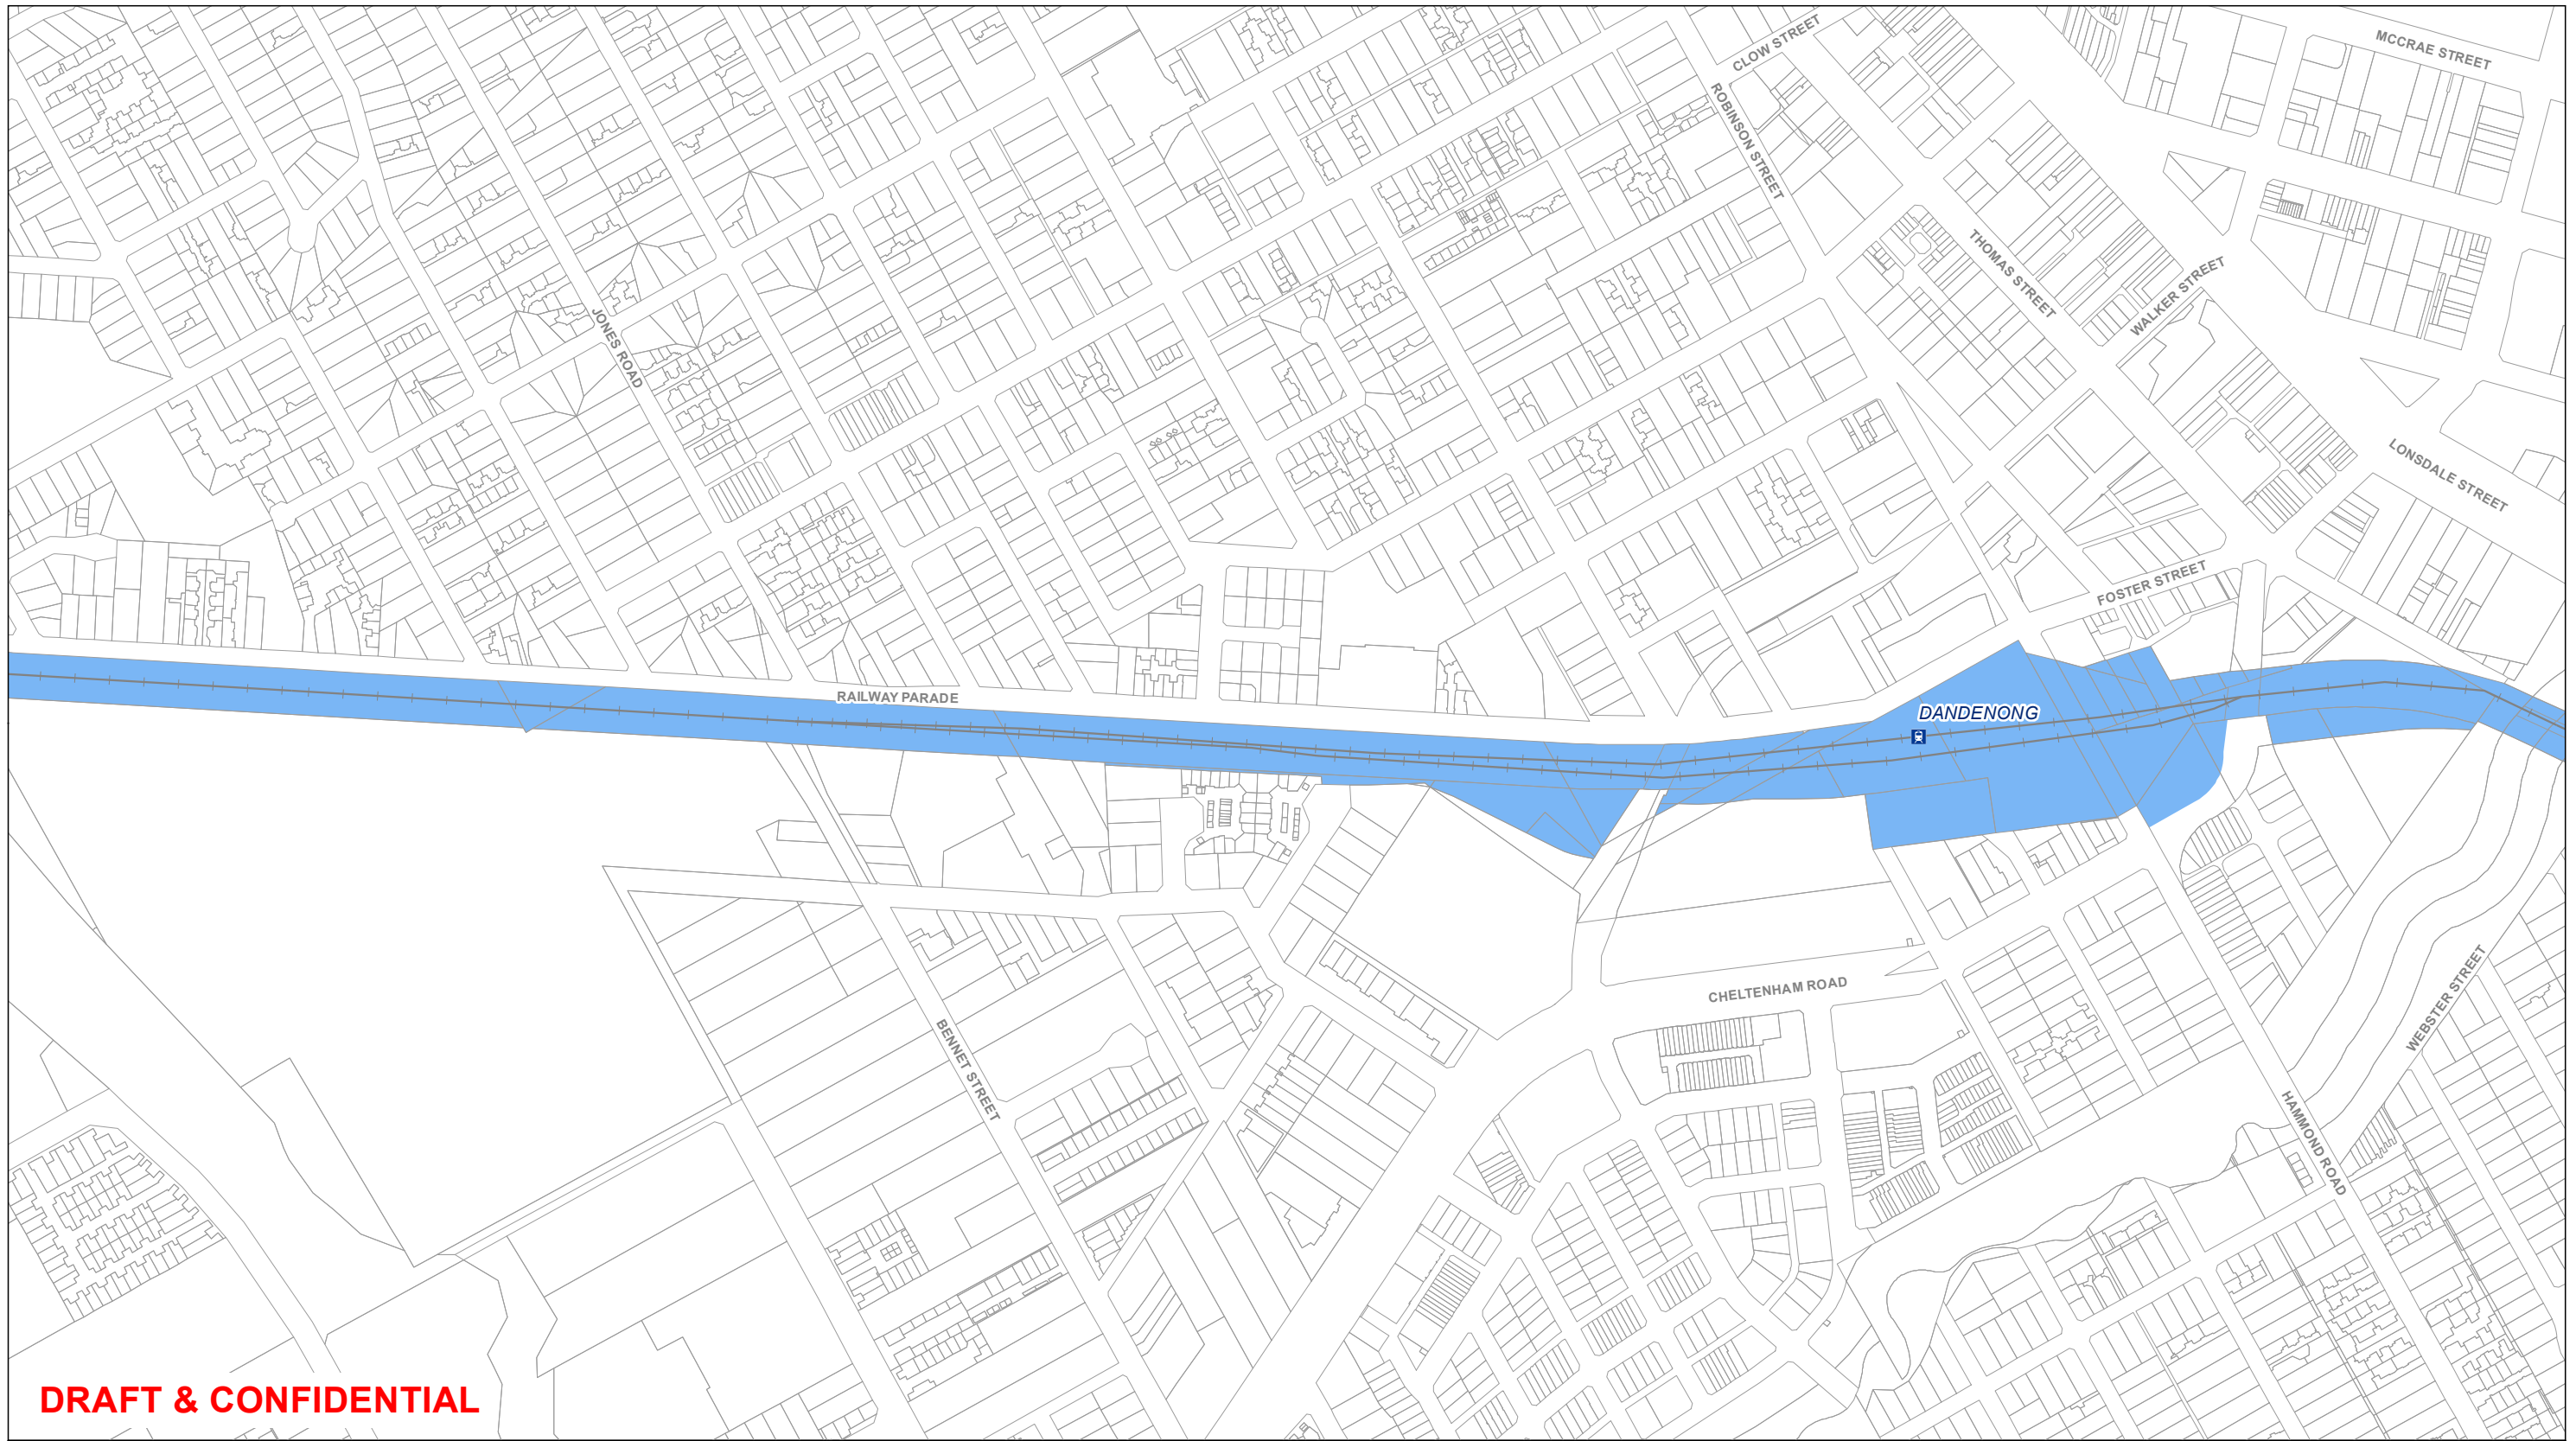 MCCRAE STREET
CLOW STREET
ROBINSON STREET
THOMAS STREET
WALKER STREET
JONES ROAD
LONSDALE STREET
FOSTER STREET
RAILWAY PARADE
DANDENONG
CHELTENHAM ROAD
WEBSTER STREET
BENNET STREET
HAMMOND ROAD
DRAFT & CONFIDENTIAL